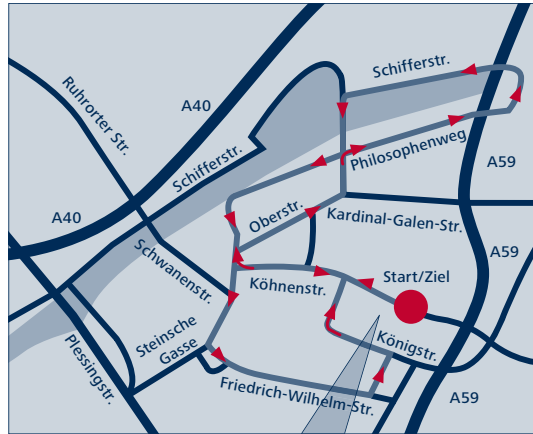 Schifferstr.
Ruhrorter Str.
A40
Philosophenweg
A59
Schifferstr.
Oberstr.
A40
Kardinal-Galen-Str.
Schwanenstr.
A59
Start/Ziel
Köhnenstr.
Steinsche
Gasse
Königstr.
Plessingstr.
Friedrich-Wilhelm-Str.
A59